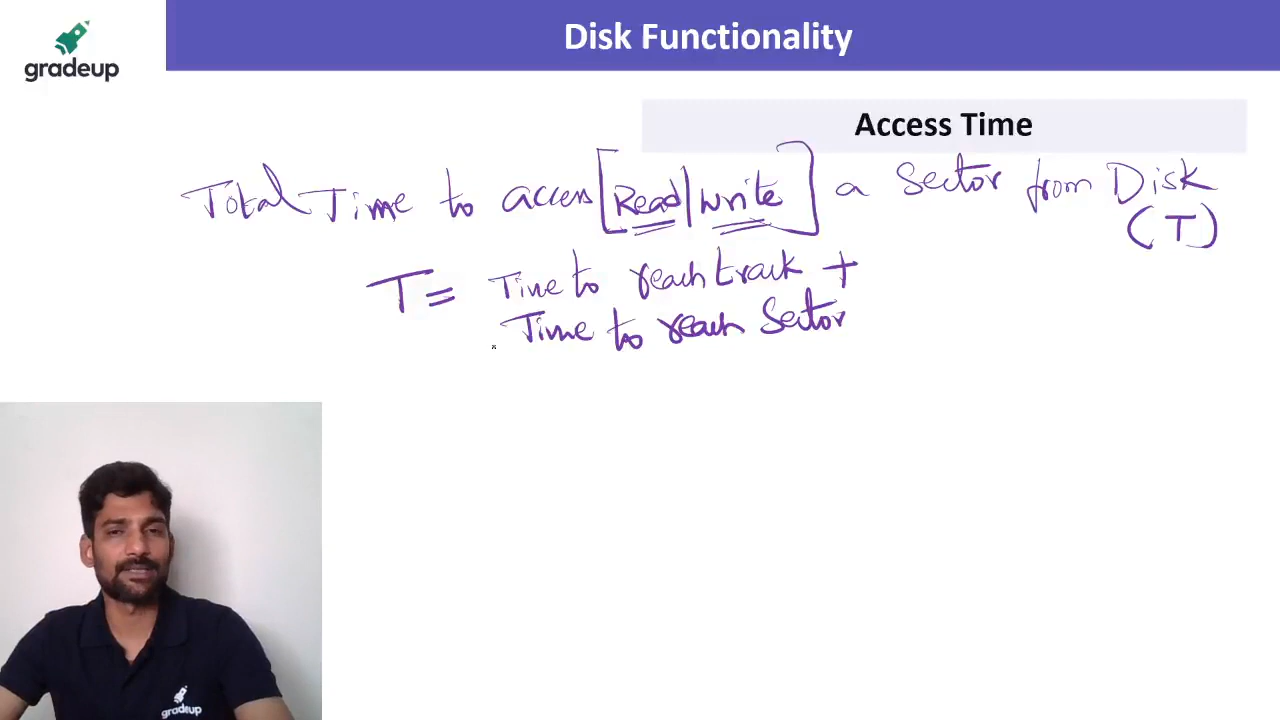 Disk Functionality
gradeup
Access Time
Total Time to access [Read/write] a Sector from Disk
(T)
T = Time to reach track +
Time to reach Sector
gradeup